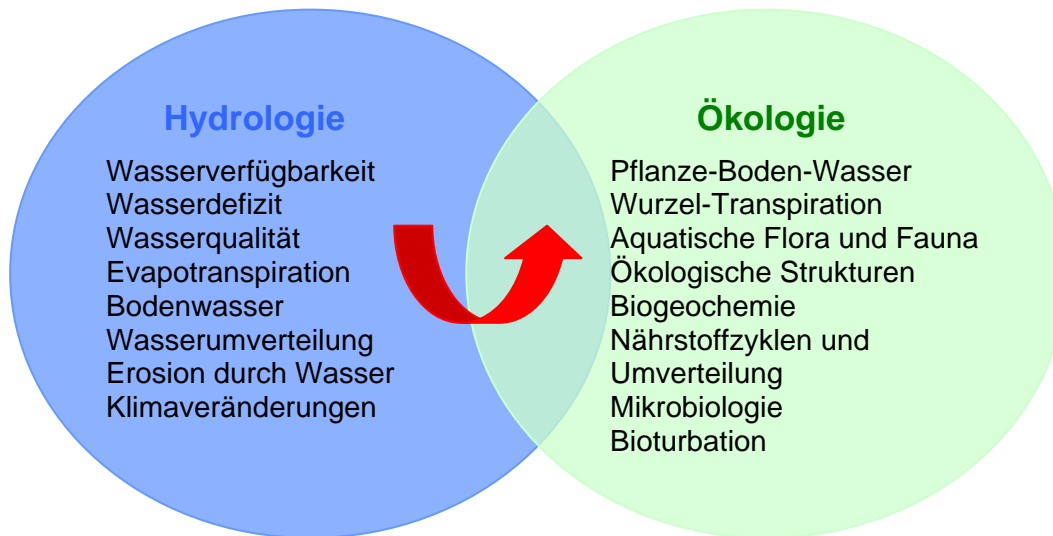 Hydrologie
Wasserverfügbarkeit
Wasserdefizit
Wasserqualität
Evapotranspiration
Bodenwasser
Wasserumverteilung
Erosion durch Wasser
Klimaveränderungen
Ökologie
Pflanze-Boden-Wasser
Wurzel-Transpiration
Aquatische Flora und Fauna
Ökologische Strukturen
Biogeochemie
Nährstoffzyklen und
Umverteilung
Mikrobiologie
Bioturbation